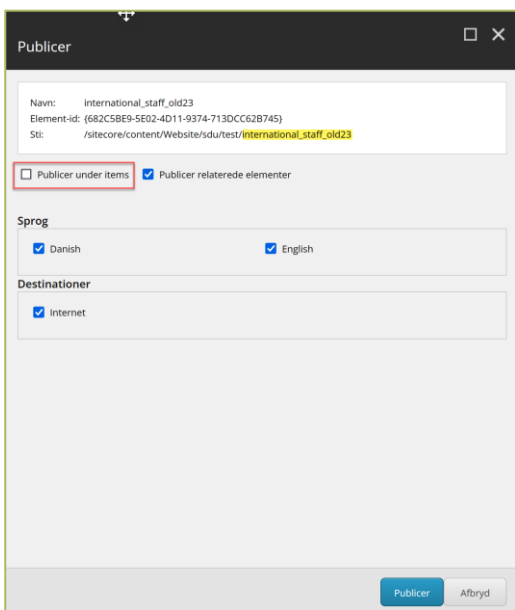 Publicer
Navn: international_staff_old23
Element-id: {682C5BE9-5E02-4D11-9374-713DCC62B745}
Sti: /sitecore/content/Website/sdu/test/international_staff_old23
Publicer under items Publicer relaterede elementer
Sprog
Danish English
Destinationer
Internet
Publicer Afbryd